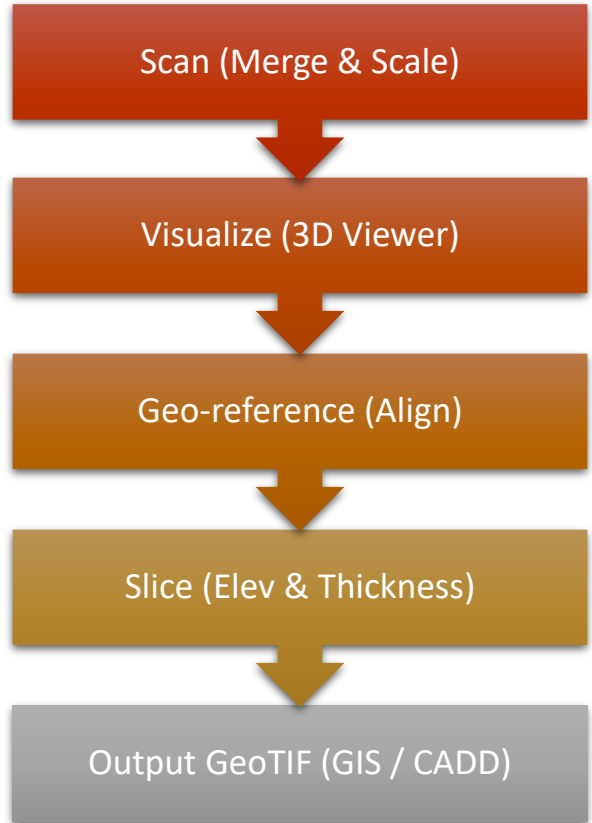 Scan (Merge & Scale)
Visualize (3D Viewer)
Geo-reference (Align)
Slice (Elev & Thickness)
Output GeoTIF (GIS / CADD)